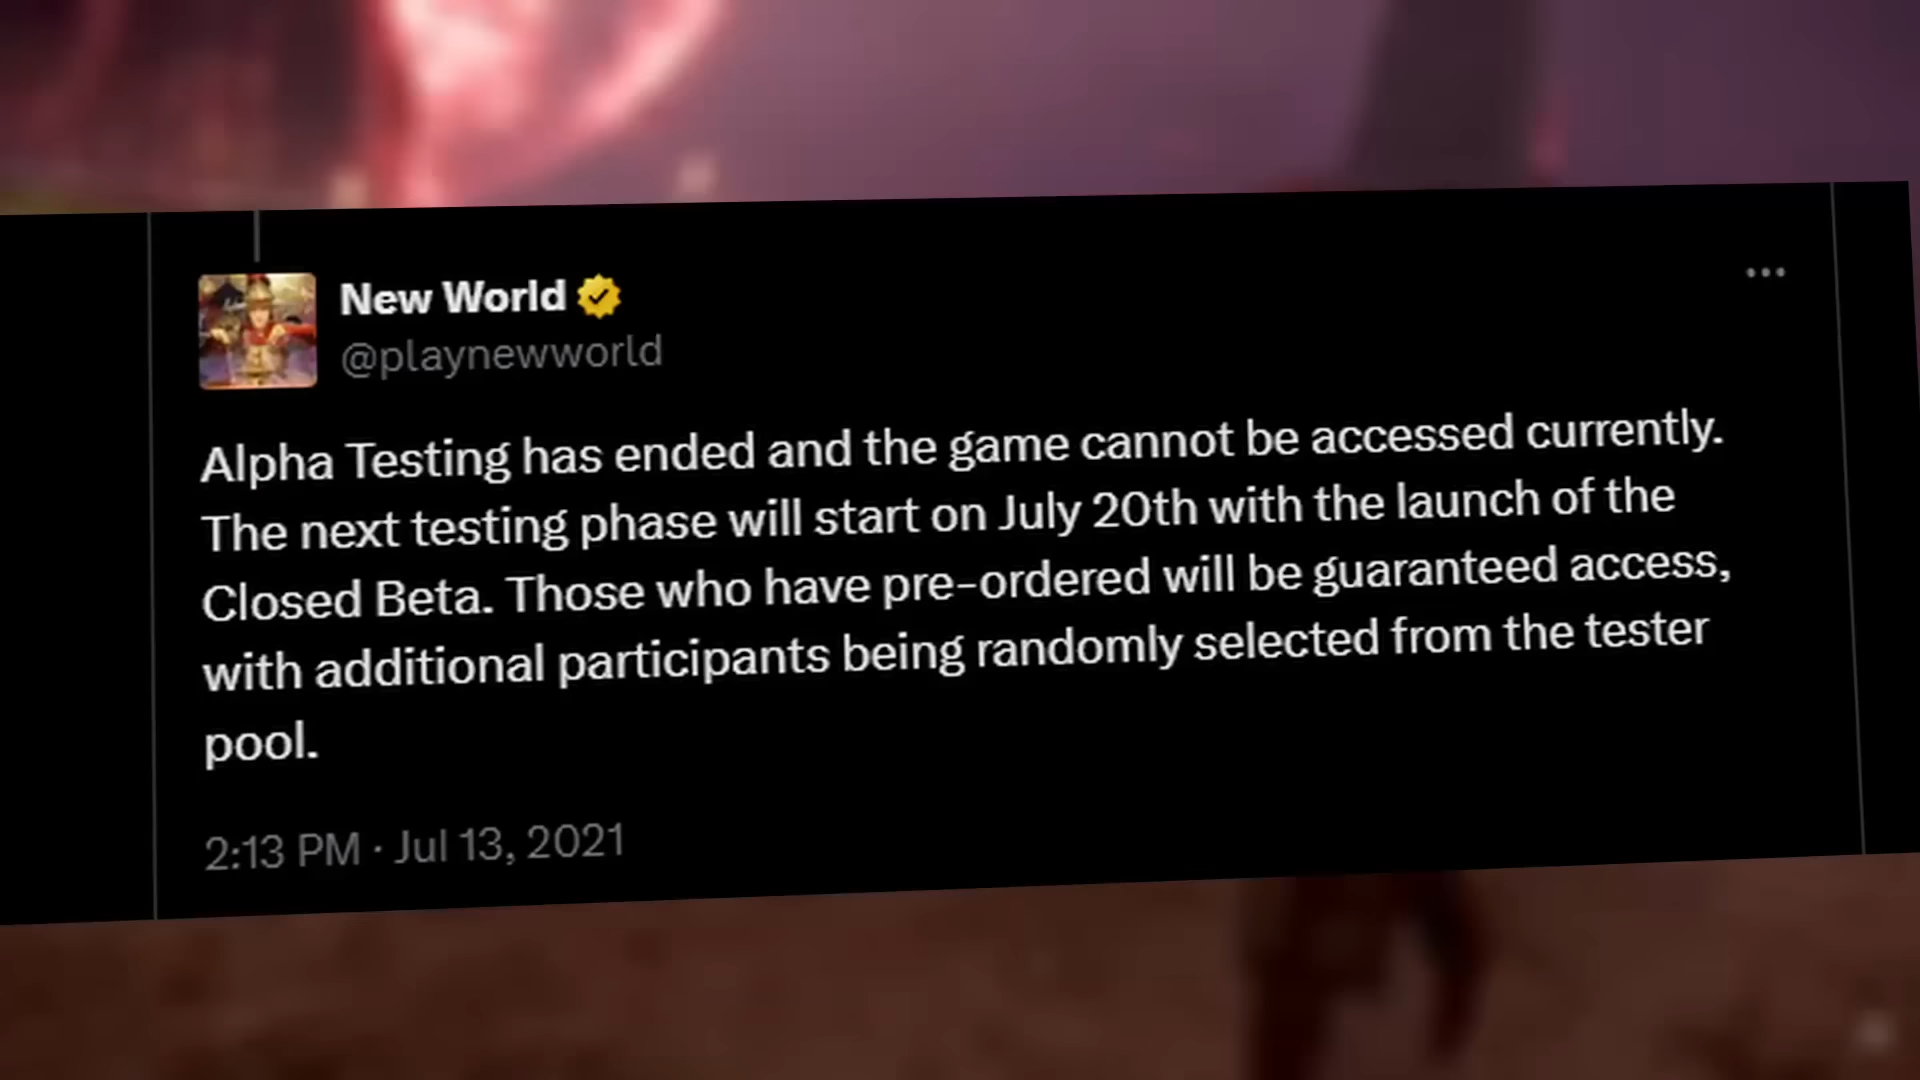 New World
@playnewworld
Alpha Testing has ended and the game cannot be accessed currently.
The next testing phase will start on July 20th with the launch of the
Closed Beta. Those who have pre-ordered will be guaranteed access,
with additional participants being randomly selected from the tester
pool.
2:13 PM · Jul 13, 2021